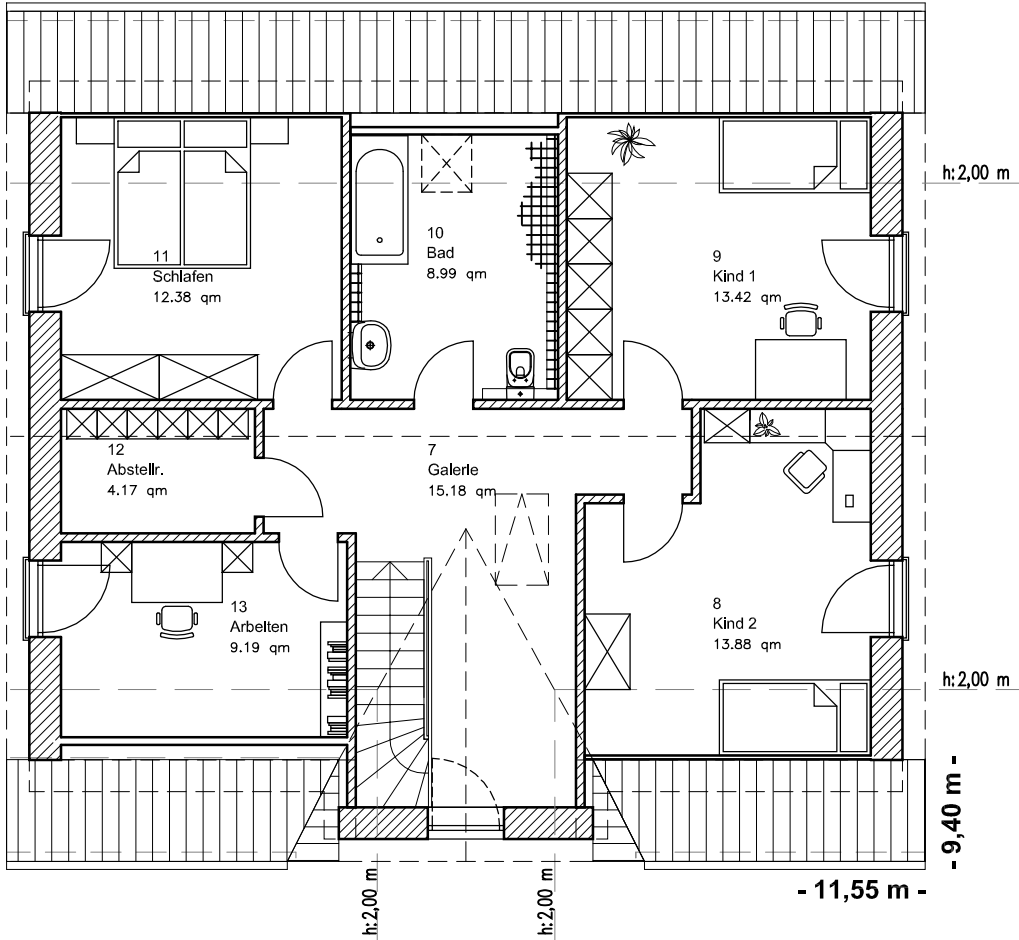 h:2,00 m
10
Bad
8.99 qm
11
Schlafen
12.38 qm
9
Kind 1
13.42 qm
12
Abstellr.
4.17 qm
7
Galerie
15.18 qm
13
Arbeiten
9.19 qm
8
Kind 2
13.88 qm
h:2,00 m
- 9,40 m -
- 11,55 m -
h:2,00 m
h:2,00 m